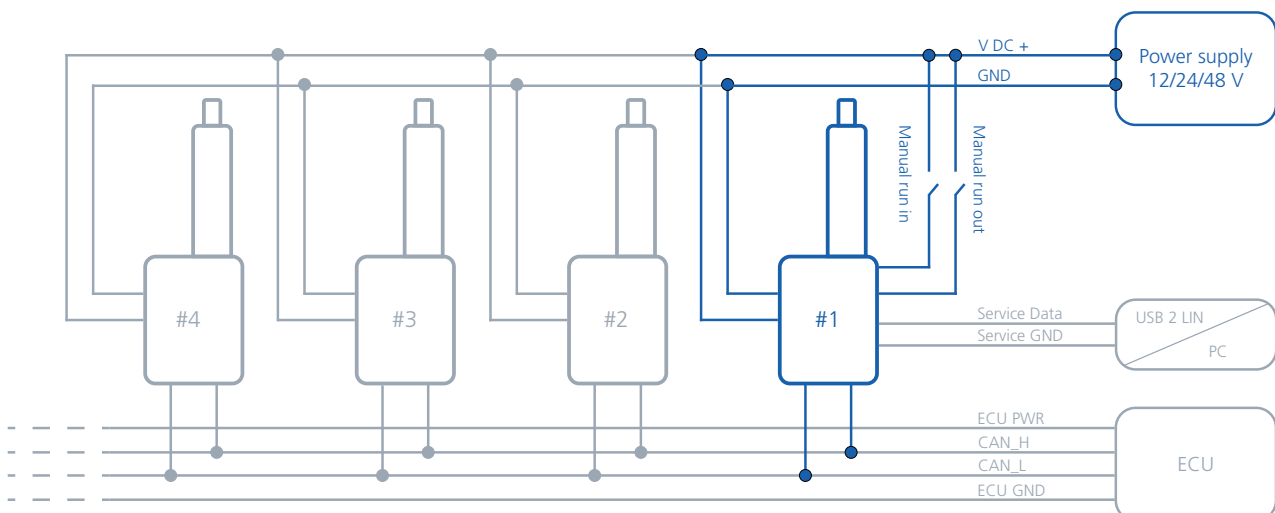 V DC +
GND
Power supply
12/24/48 V
Manual run in
Manual run out
#4
#3
#2
#1
Service Data
Service GND
USB 2 LIN
PC
ECU PWR
CAN_H
CAN_L
ECU GND
ECU